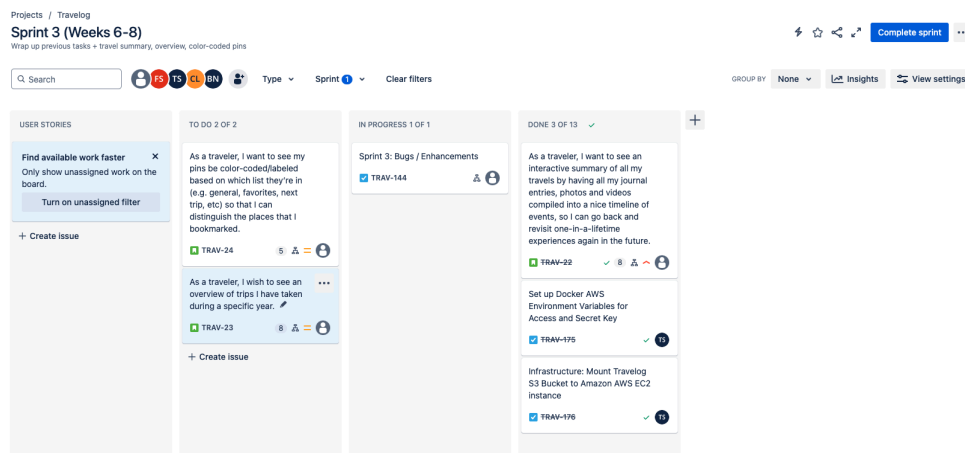 Projects / Travelog
Sprint 3 (Weeks 6-8)
Wrap up previous tasks + travel summary, overview, color-coded pins
Complete sprint
Search
FS
TS
CL
BN
Type
Sprint 1
Clear filters
GROUP BY
None
Insights
View settings
USER STORIES
Find available work faster
Only show unassigned work on the
board.
Turn on unassigned filter
+ Create issue
TO DO 2 OF 2
As a traveler, I want to see my
pins be color-coded/labeled
based on which list they're in
(e.g. general, favorites, next
trip, etc) so that I can
distinguish the places that I
bookmarked.
TRAV-24
5
As a traveler, I wish to see an
overview of trips I have taken
during a specific year.
TRAV-23
8
+ Create issue
IN PROGRESS 1 OF 1
Sprint 3: Bugs / Enhancements
TRAV-144
DONE 3 OF 13
As a traveler, I want to see an
interactive summary of all my
travels by having all my journal
entries, photos and videos
compiled into a nice timeline of
events, so I can go back and
revisit one-in-a-lifetime
experiences again in the future.
TRAV-22
8
Set up Docker AWS
Environment Variables for
Access and Secret Key
TRAV-175
TS
Infrastructure: Mount Travelog
S3 Bucket to Amazon AWS EC2
instance
TRAV-176
TS